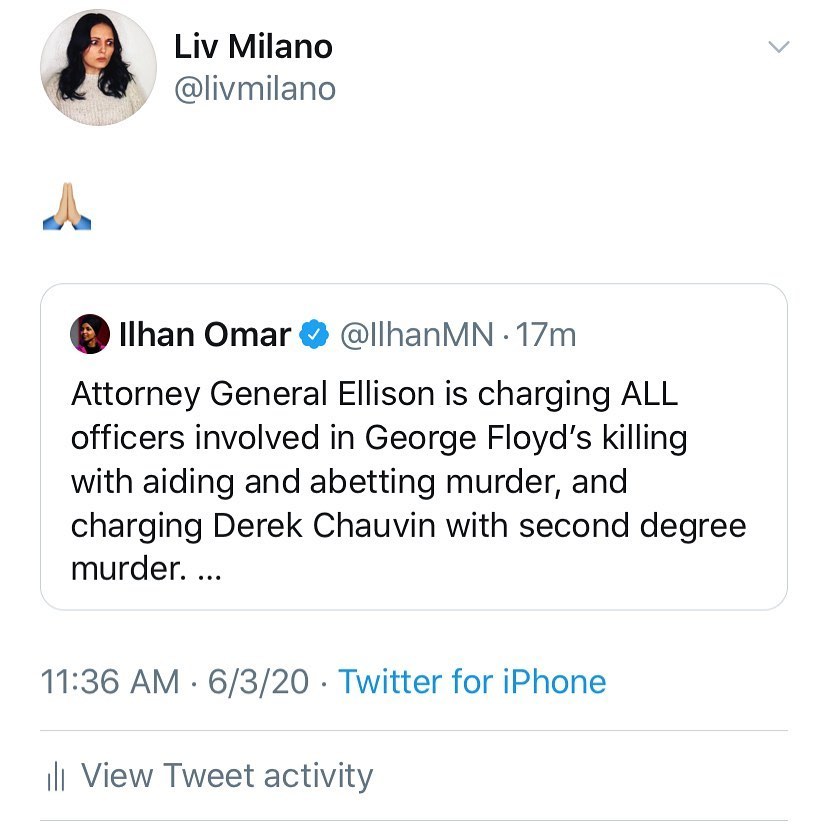 Liv Milano
@livmilano
🙏🏼
Ilhan Omar @IlhanMN · 17m
Attorney General Ellison is charging ALL
officers involved in George Floyd’s killing
with aiding and abetting murder, and
charging Derek Chauvin with second degree
murder. ...
11:36 AM · 6/3/20 · Twitter for iPhone
View Tweet activity